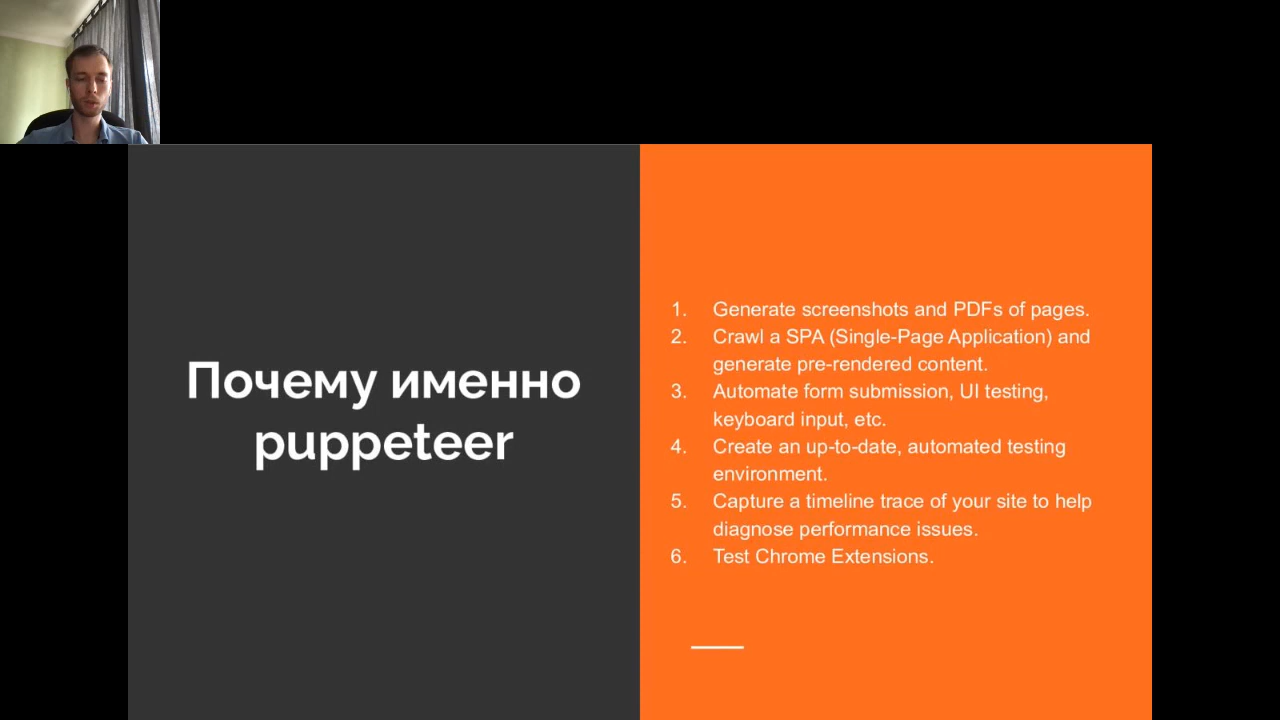 Почему именно
puppeteer
1. Generate screenshots and PDFs of pages.
2. Crawl a SPA (Single-Page Application) and
generate pre-rendered content.
3. Automate form submission, UI testing,
keyboard input, etc.
4. Create an up-to-date, automated testing
environment.
5. Capture a timeline trace of your site to help
diagnose performance issues.
6. Test Chrome Extensions.